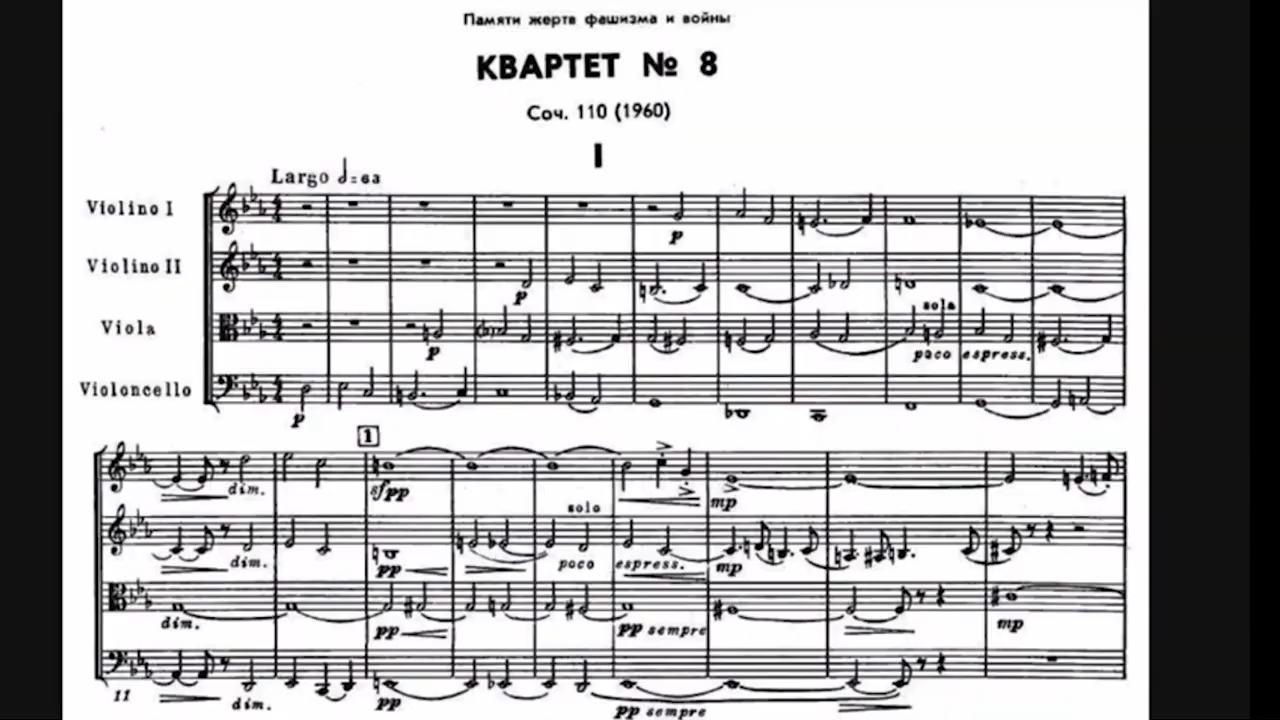 Памяти жертв фашизма и войны
КВАРТЕТ № 8
Соч. 110 (1960)
I
Largo 𝅗𝅥=63
Violino I
p
Violino II
p
sola
Viola
p
poco espress.
Violoncello
p
1
dim.
sfpp
mp
solo
dim.
pp
poco espress.
mp
dim.
pp
pp sempre
mp
11
dim.
pp
pp sempre